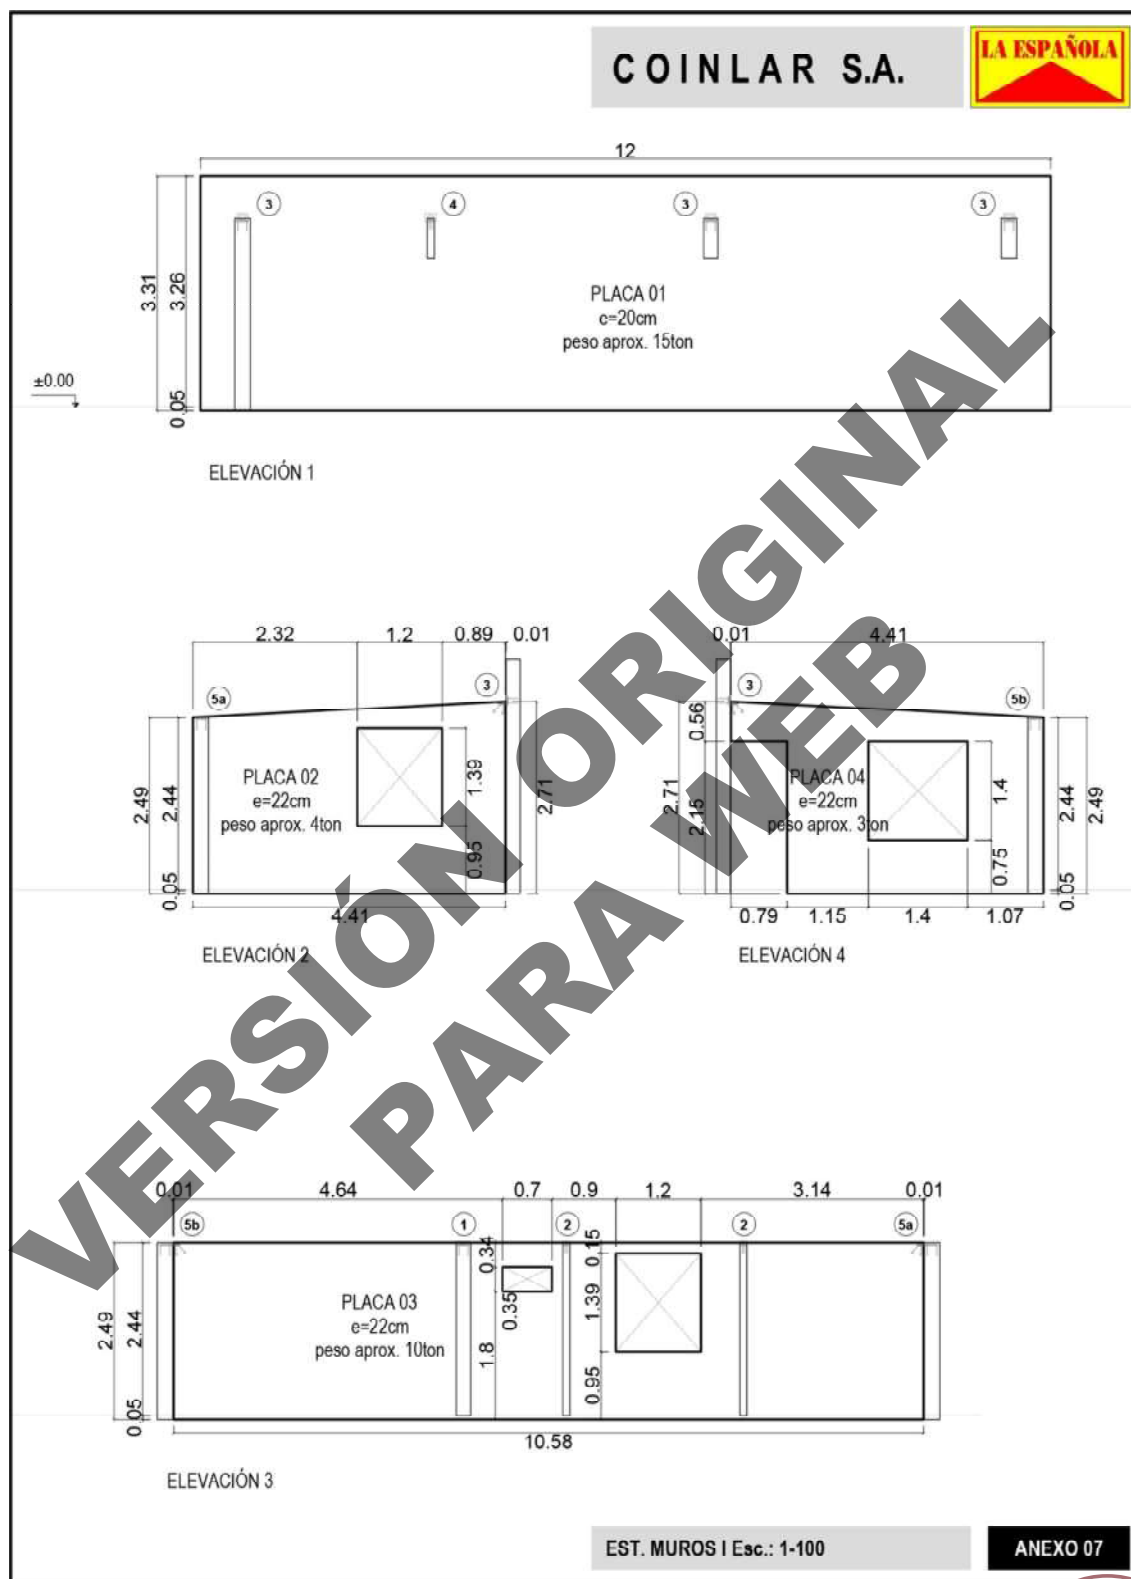 COINLAR S.A.
LA ESPAÑOLA
12
3
4
3
3
3.31
3.26
0.05
±0.00
PLACA 01
e=20cm
peso aprox. 15ton
ELEVACIÓN 1
2.32
1.2
0.89
0.01
5a
3
PLACA 02
e=22cm
peso aprox. 4ton
2.49
2.44
0.05
1.39
0.95
2.71
4.41
ELEVACIÓN 2
0.01
4.41
3
5b
0.56
2.71
2.15
PLACA 04
e=22cm
peso aprox. 3ton
1.4
0.75
2.44
2.49
0.05
0.79
1.15
1.4
1.07
ELEVACIÓN 4
0.01
4.64
0.7
0.9
1.2
3.14
0.01
5b
1
2
2
5a
0.34
0.35
1.8
0.15
1.39
0.95
2.49
2.44
0.05
PLACA 03
e=22cm
peso aprox. 10ton
10.58
ELEVACIÓN 3
VERSIÓN ORIGINAL
PARA WEB
EST. MUROS I Esc.: 1-100
ANEXO 07